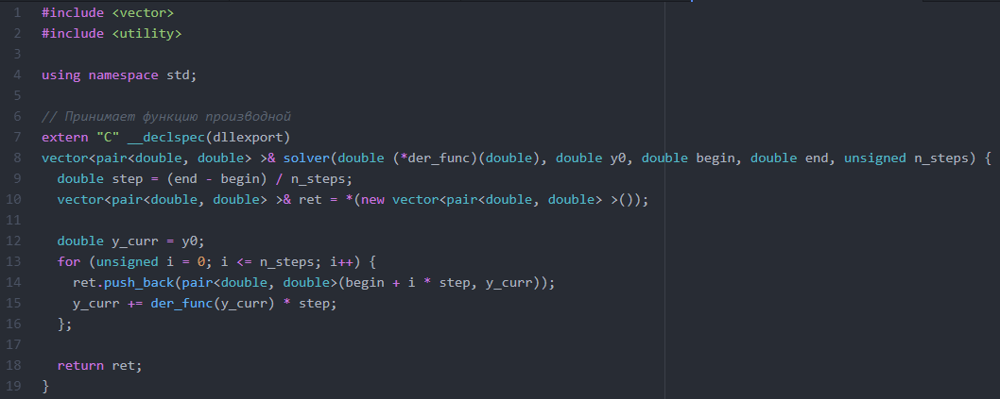 1 #include <vector>
2 #include <utility>
3
4 using namespace std;
5
6 // Принимает функцию производной
7 extern "C" __declspec(dllexport)
8 vector<pair<double, double> >& solver(double (*der_func)(double), double y0, double begin, double end, unsigned n_steps) {
9   double step = (end - begin) / n_steps;
10   vector<pair<double, double> >& ret = *(new vector<pair<double, double> >());
11
12   double y_curr = y0;
13   for (unsigned i = 0; i <= n_steps; i++) {
14     ret.push_back(pair<double, double>(begin + i * step, y_curr));
15     y_curr += der_func(y_curr) * step;
16   };
17
18   return ret;
19 }